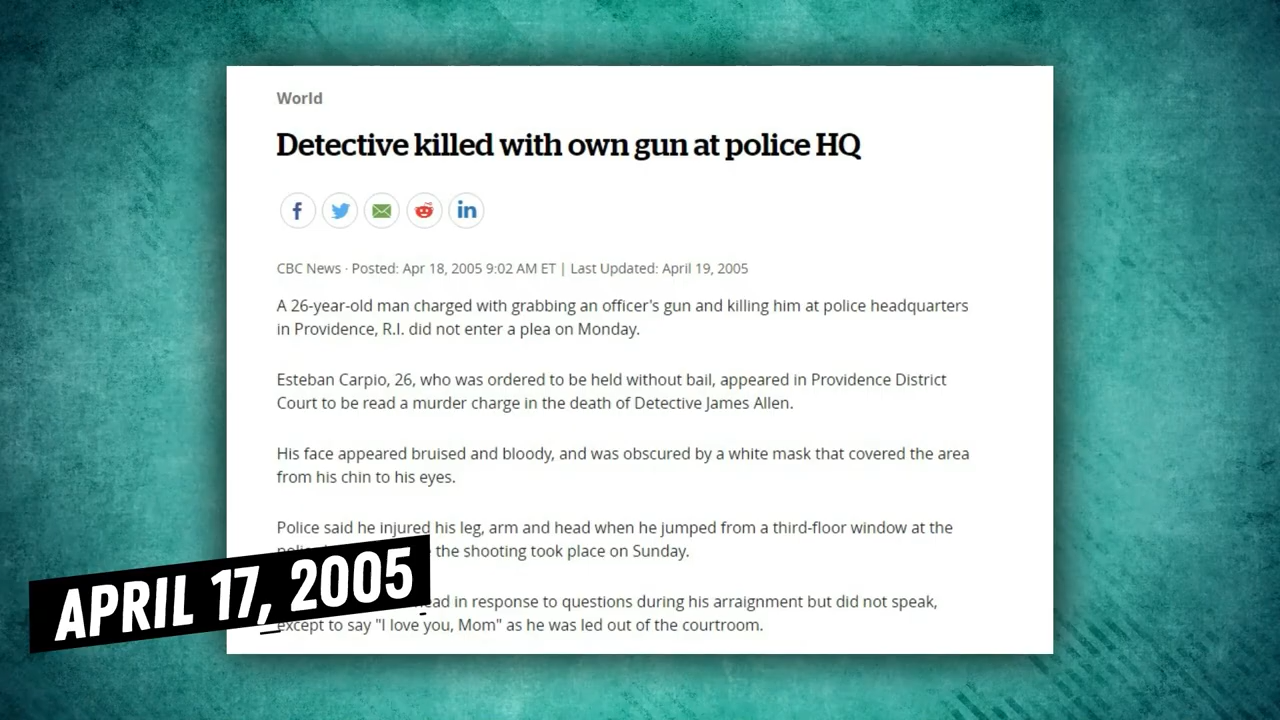 World
Detective killed with own gun at police HQ
CBC News · Posted: Apr 18, 2005 9:02 AM ET | Last Updated: April 19, 2005
A 26-year-old man charged with grabbing an officer's gun and killing him at police headquarters
in Providence, R.I. did not enter a plea on Monday.
Esteban Carpio, 26, who was ordered to be held without bail, appeared in Providence District
Court to be read a murder charge in the death of Detective James Allen.
His face appeared bruised and bloody, and was obscured by a white mask that covered the area
from his chin to his eyes.
Police said he injured his leg, arm and head when he jumped from a third-floor window at the
the shooting took place on Sunday.
in response to questions during his arraignment but did not speak,
except to say "I love you, Mom" as he was led out of the courtroom.
APRIL 17, 2005